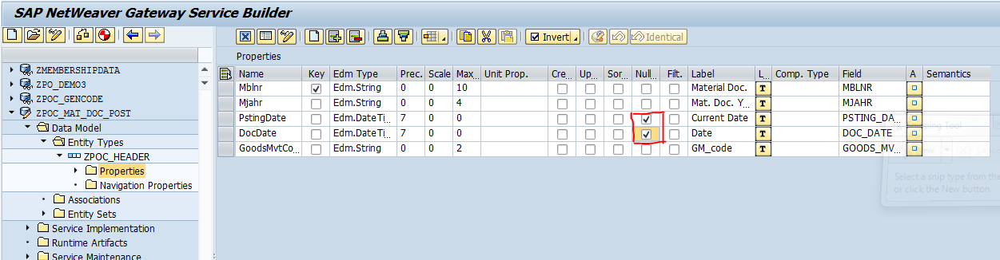 SAP NetWeaver Gateway Service Builder
Invert
Identical
Properties
Name Key Edm Type Prec. Scale Max... Unit Prop. Cre... Up... Sor... Null... Filt. Label L... Comp. Type Field A Semantics
Mblnr Edm.String 0 0 10 Material Doc. T MBLNR
Mjahr Edm.String 0 0 4 Mat. Doc. Y... T MJAHR
PstingDate Edm.DateTi... 7 0 0 Current Date T PSTING_DA...
DocDate Edm.DateTi... 7 0 0 Date T DOC_DATE
GoodsMvtCo... Edm.String 0 0 2 GM_code T GOODS_MV...
ZMEMBERSHIPDATA
ZPO_DEMO3
ZPOC_GENCODE
ZPOC_MAT_DOC_POST
Data Model
Entity Types
ZPOC_HEADER
Properties
Navigation Properties
Associations
Entity Sets
Service Implementation
Runtime Artifacts
Service Maintenance
Select a snip type from the
or click the New button.